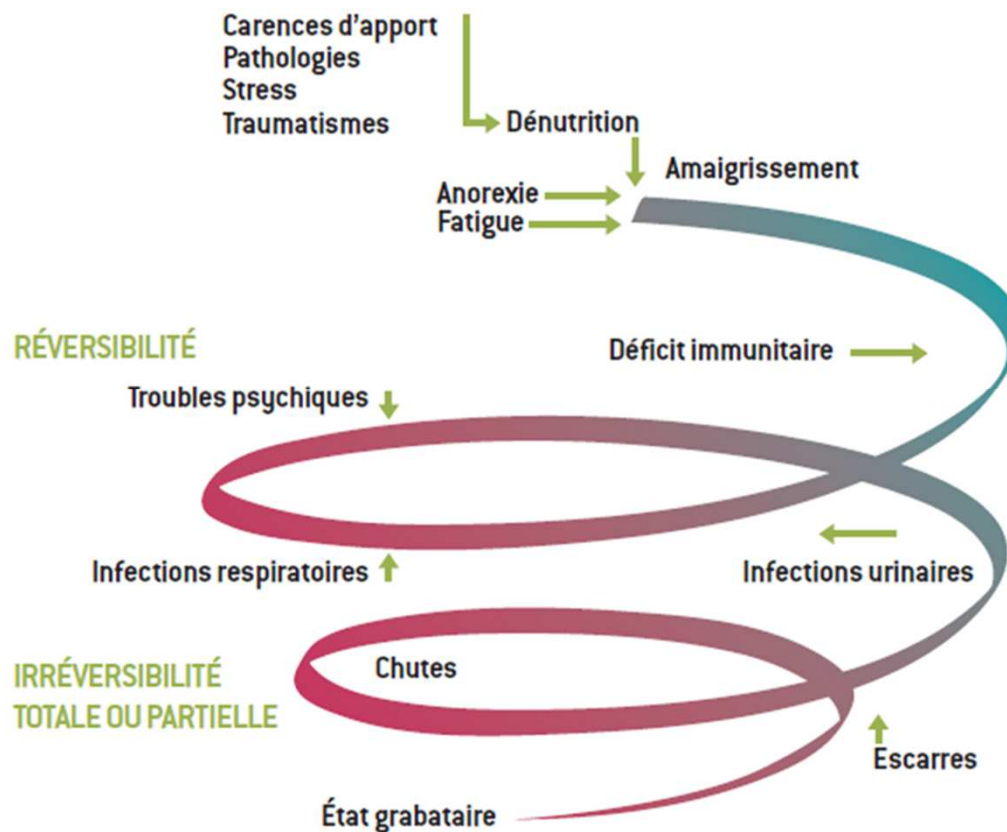 Carences d'apport
Pathologies
Stress
Traumatismes
Dénutrition
Amaigrissement
Anorexie
Fatigue
RÉVERSIBILITÉ
Déficit immunitaire
Troubles psychiques
Infections respiratoires
Infections urinaires
IRRÉVERSIBILITÉ
TOTALE OU PARTIELLE
Chutes
Escarres
État grabataire